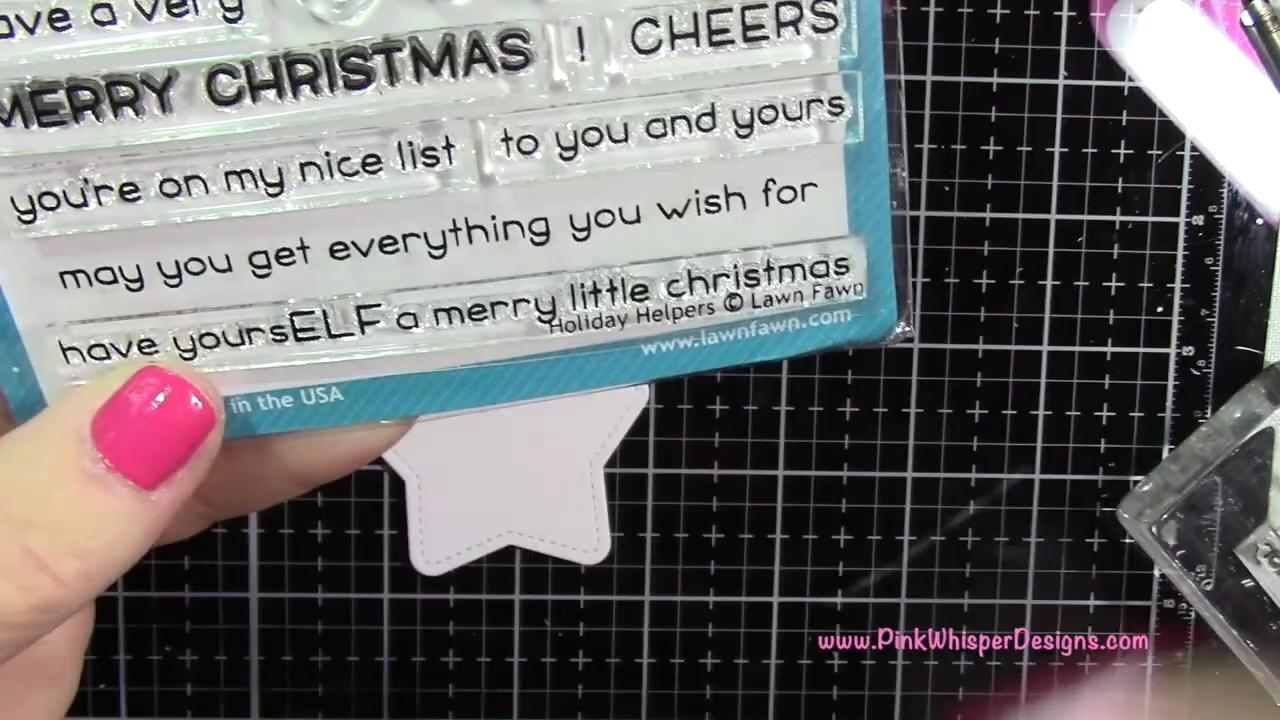 ave a very
MERRY CHRISTMAS ! CHEERS
you're on my nice list to you and yours
may you get everything you wish for
have yoursELF a merry little christmas
Holiday Helpers © Lawn Fawn
www.lawnfawn.com
in the USA
www.PinkWhisperDesigns.com